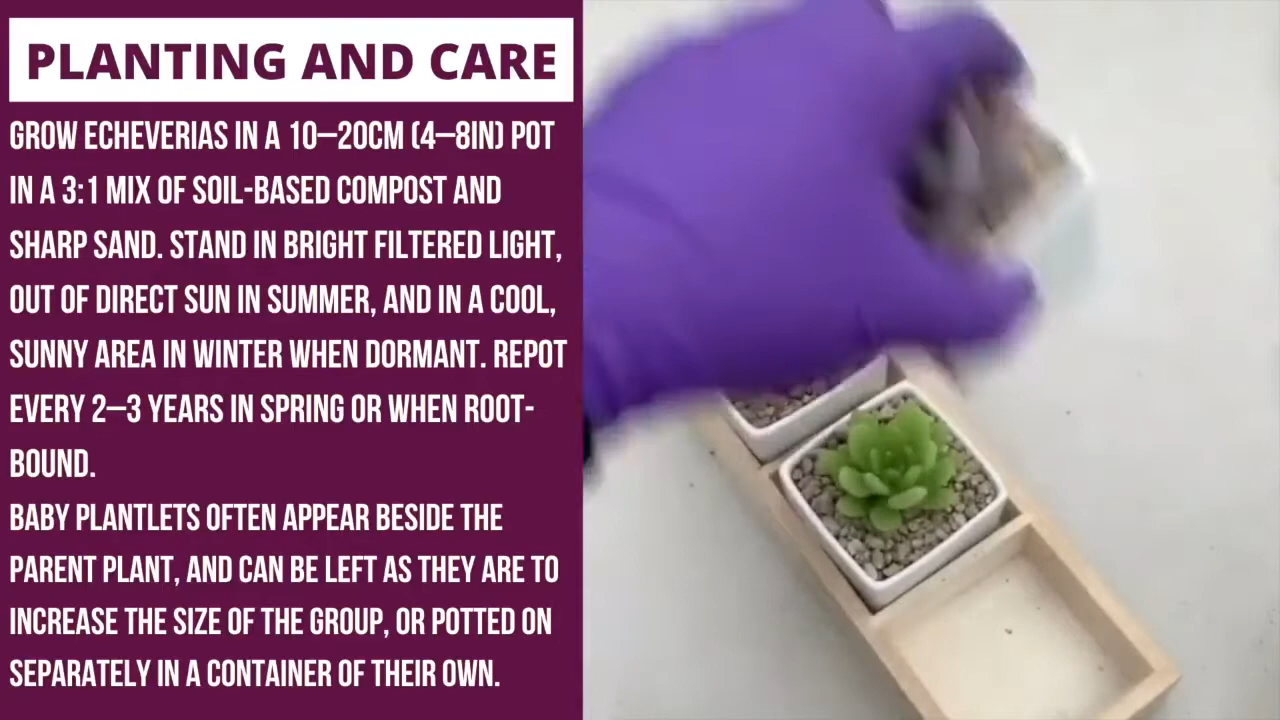 PLANTING AND CARE
GROW ECHEVERIAS IN A 10–20CM (4–8IN) POT
IN A 3:1 MIX OF SOIL-BASED COMPOST AND
SHARP SAND. STAND IN BRIGHT FILTERED LIGHT,
OUT OF DIRECT SUN IN SUMMER, AND IN A COOL,
SUNNY AREA IN WINTER WHEN DORMANT. REPOT
EVERY 2–3 YEARS IN SPRING OR WHEN ROOT-
BOUND.
BABY PLANTLETS OFTEN APPEAR BESIDE THE
PARENT PLANT, AND CAN BE LEFT AS THEY ARE TO
INCREASE THE SIZE OF THE GROUP, OR POTTED ON
SEPARATELY IN A CONTAINER OF THEIR OWN.